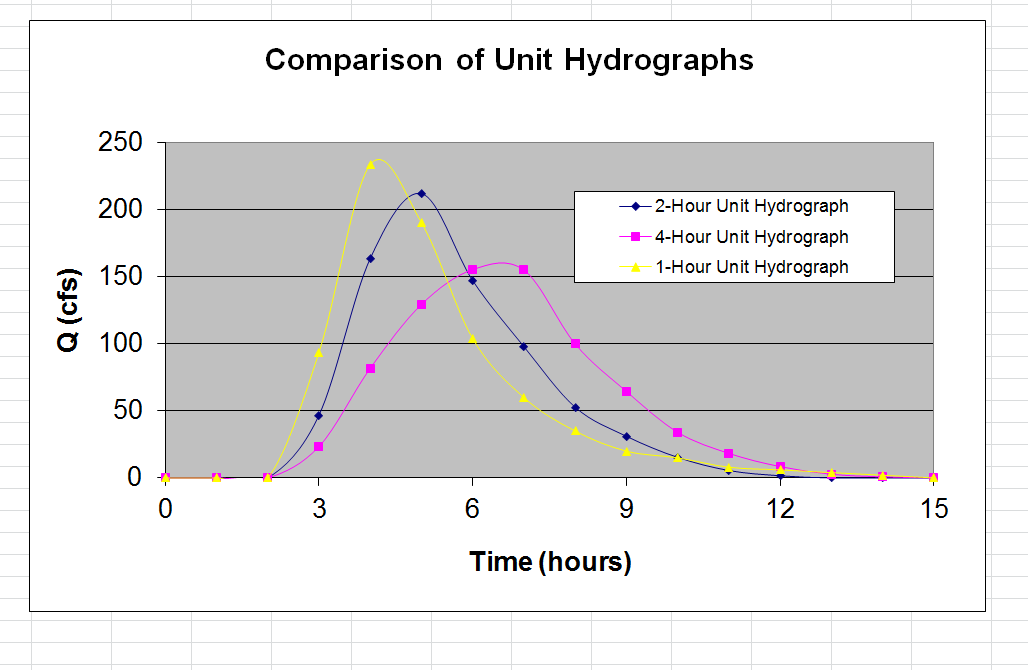 Comparison of Unit Hydrographs
250
200
150
100
50
0
Q (cfs)
2-Hour Unit Hydrograph
4-Hour Unit Hydrograph
1-Hour Unit Hydrograph
0 3 6 9 12 15
Time (hours)